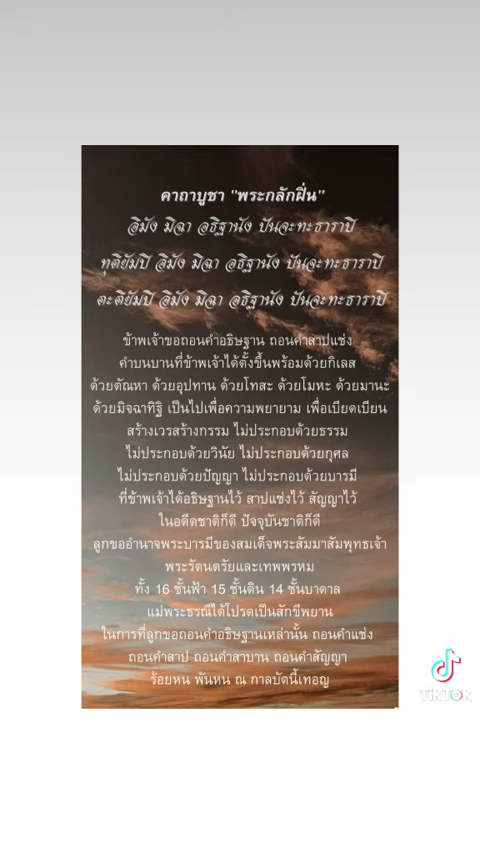 คาถาบูชา "พระกลักฝิ่น"
อิมัง มิฉา อธิฐานัง ปันจะทะธาราปิ
ทุติยัมปิ อิมัง มิฉา อธิฐานัง ปันจะทะธาราปิ
ตะติยัมปิ อิมัง มิฉา อธิฐานัง ปันจะทะธาราปิ
ข้าพเจ้าขอถอนคำอธิษฐาน ถอนคำสาปแช่ง
คำบนบานที่ข้าพเจ้าได้ตั้งขึ้นพร้อมด้วยกิเลส
ด้วยตัณหา ด้วยอุปทาน ด้วยโทสะ ด้วยโมหะ ด้วยมานะ
ด้วยมิจฉาทิฐิ เป็นไปเพื่อความพยายาม เพื่อเบียดเบียน
สร้างเวรสร้างกรรม ไม่ประกอบด้วยธรรม
ไม่ประกอบด้วยวินัย ไม่ประกอบด้วยกุศล
ไม่ประกอบด้วยปัญญา ไม่ประกอบด้วยบารมี
ที่ข้าพเจ้าได้อธิษฐานไว้ สาปแช่งไว้ สัญญาไว้
ในอดีตชาติก็ดี ปัจจุบันชาติก็ดี
ลูกขออำนาจพระบารมีของสมเด็จพระสัมมาสัมพุทธเจ้า
พระรัตนตรัยและเทพพรหม
ทั้ง 16 ชั้นฟ้า 15 ชั้นดิน 14 ชั้นบาดาล
แม่พระธรณีได้โปรดเป็นสักขีพยาน
ในการที่ลูกขอถอนคำอธิษฐานเหล่านั้น ถอนคำแช่ง
ถอนคำสาป ถอนคำสาบาน ถอนคำสัญญา
ร้อยหน พันหน ณ กาลบัดนี้เทอญ
TikTok